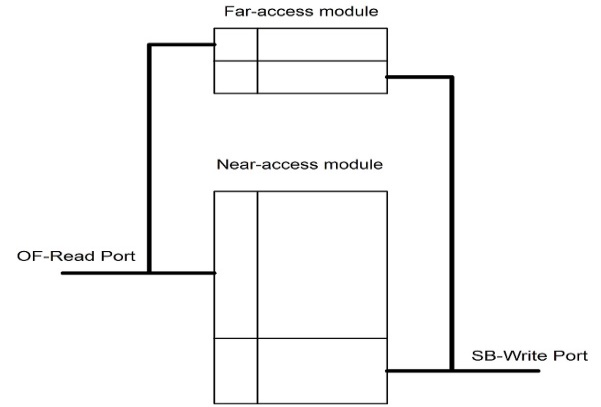 Far-access module
Near-access module
OF-Read Port
SB-Write Port